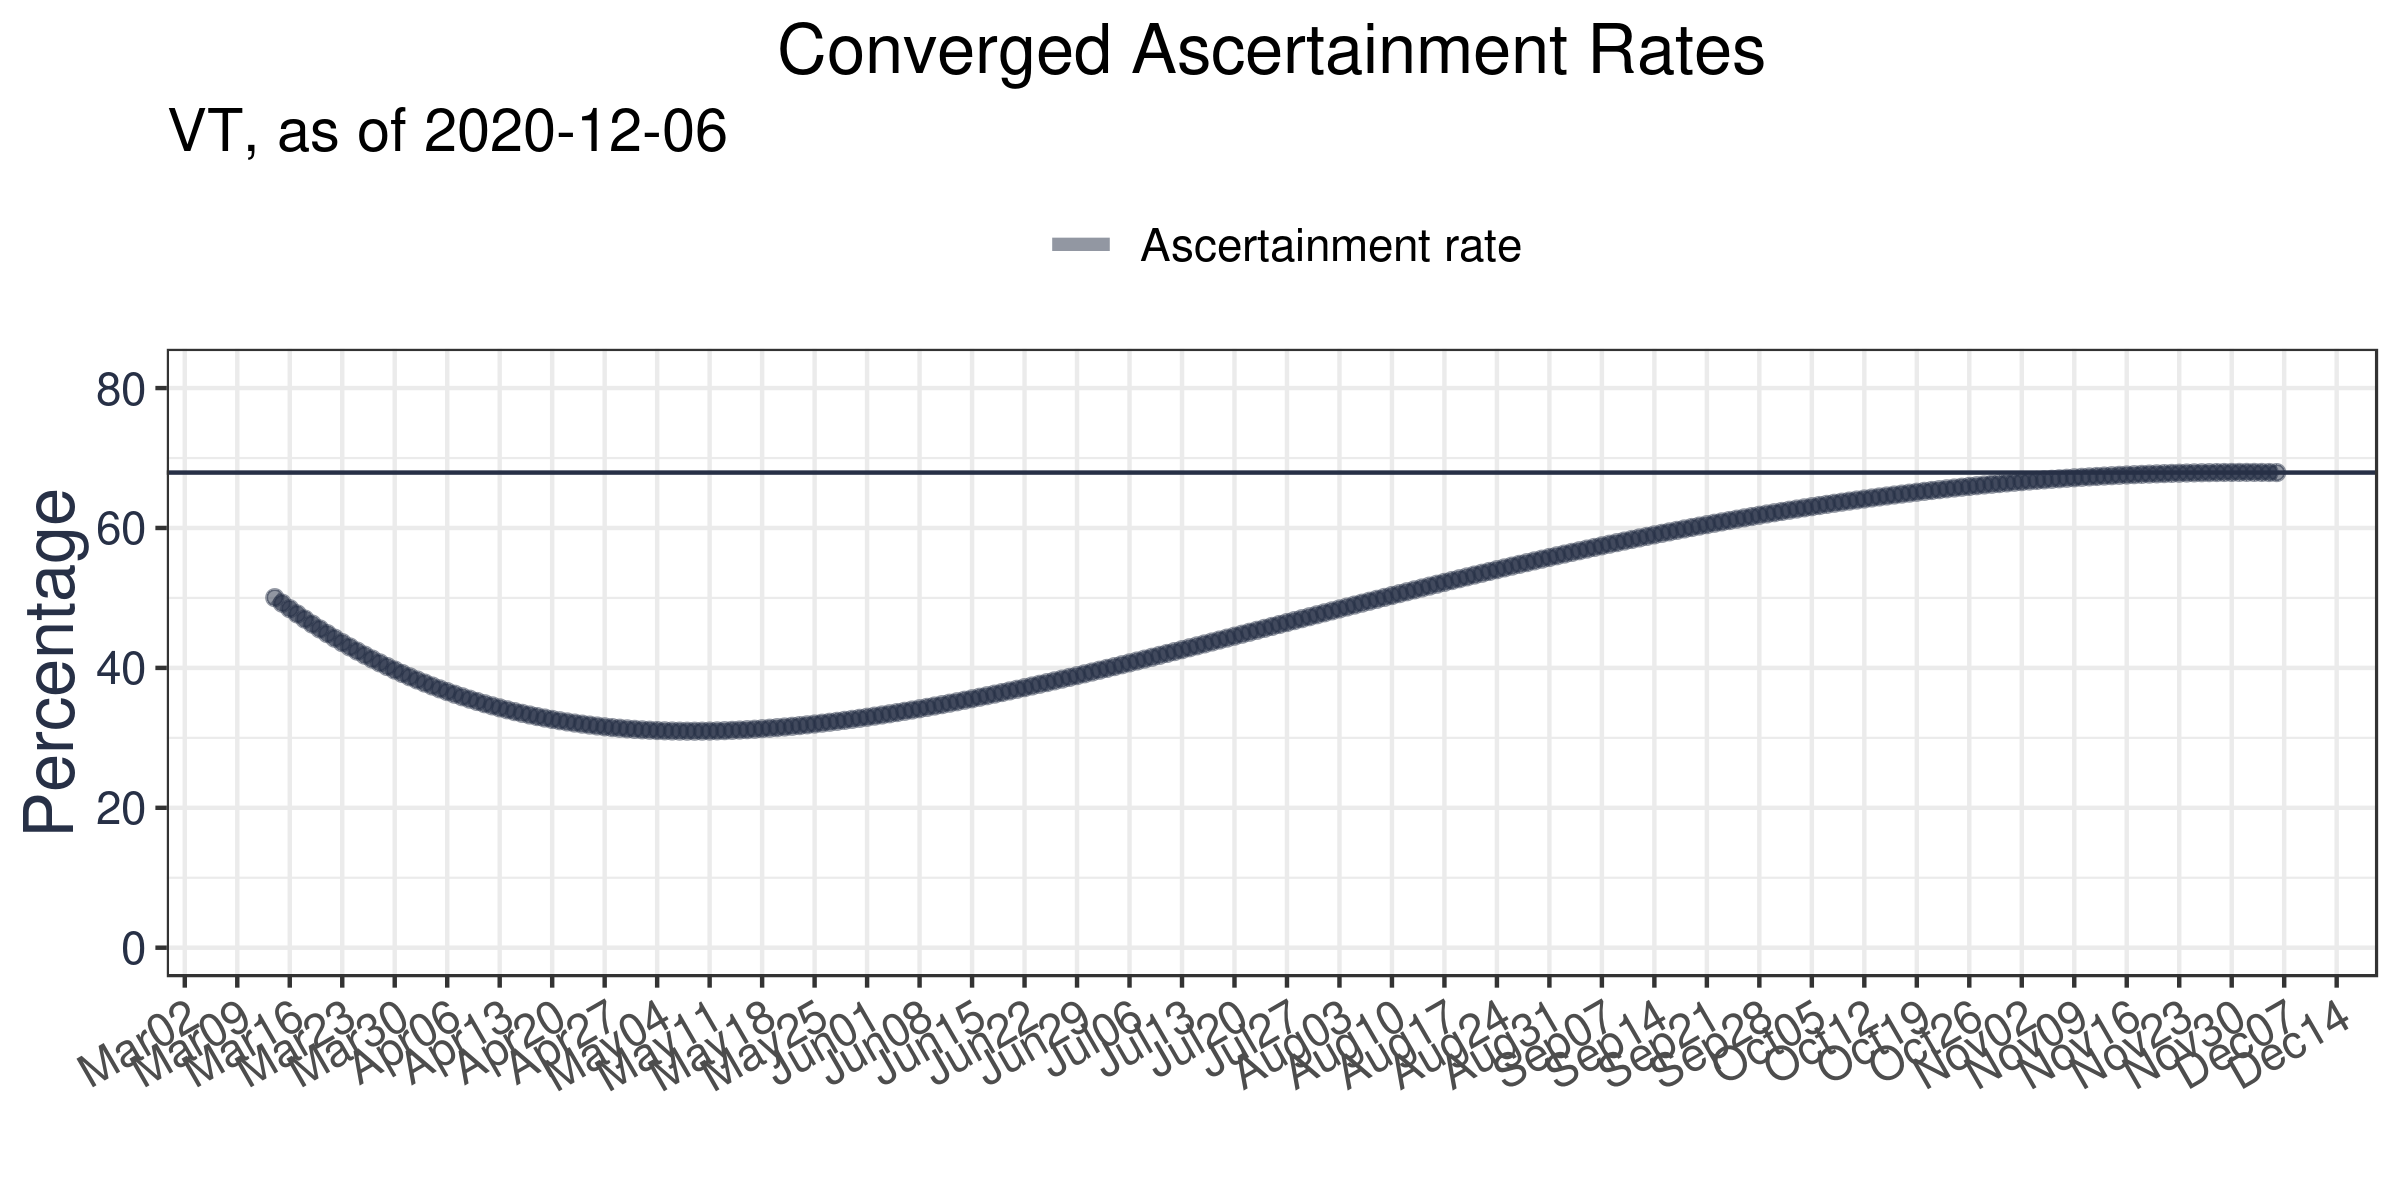 Converged Ascertainment Rates
VT, as of 2020-12-06
Ascertainment rate
Percentage
80
60
40
20
0
Mar02 Mar09 Mar16 Mar23 Mar30 Apr06 Apr13 Apr20 Apr27 May04 May11 May18 May25 Jun01 Jun08 Jun15 Jun22 Jun29 Jul06 Jul13 Jul20 Jul27 Aug03 Aug10 Aug17 Aug24 Aug31 Sep07 Sep14 Sep21 Sep28 Oct05 Oct12 Oct19 Oct26 Nov02 Nov09 Nov16 Nov23 Nov30 Dec07 Dec14